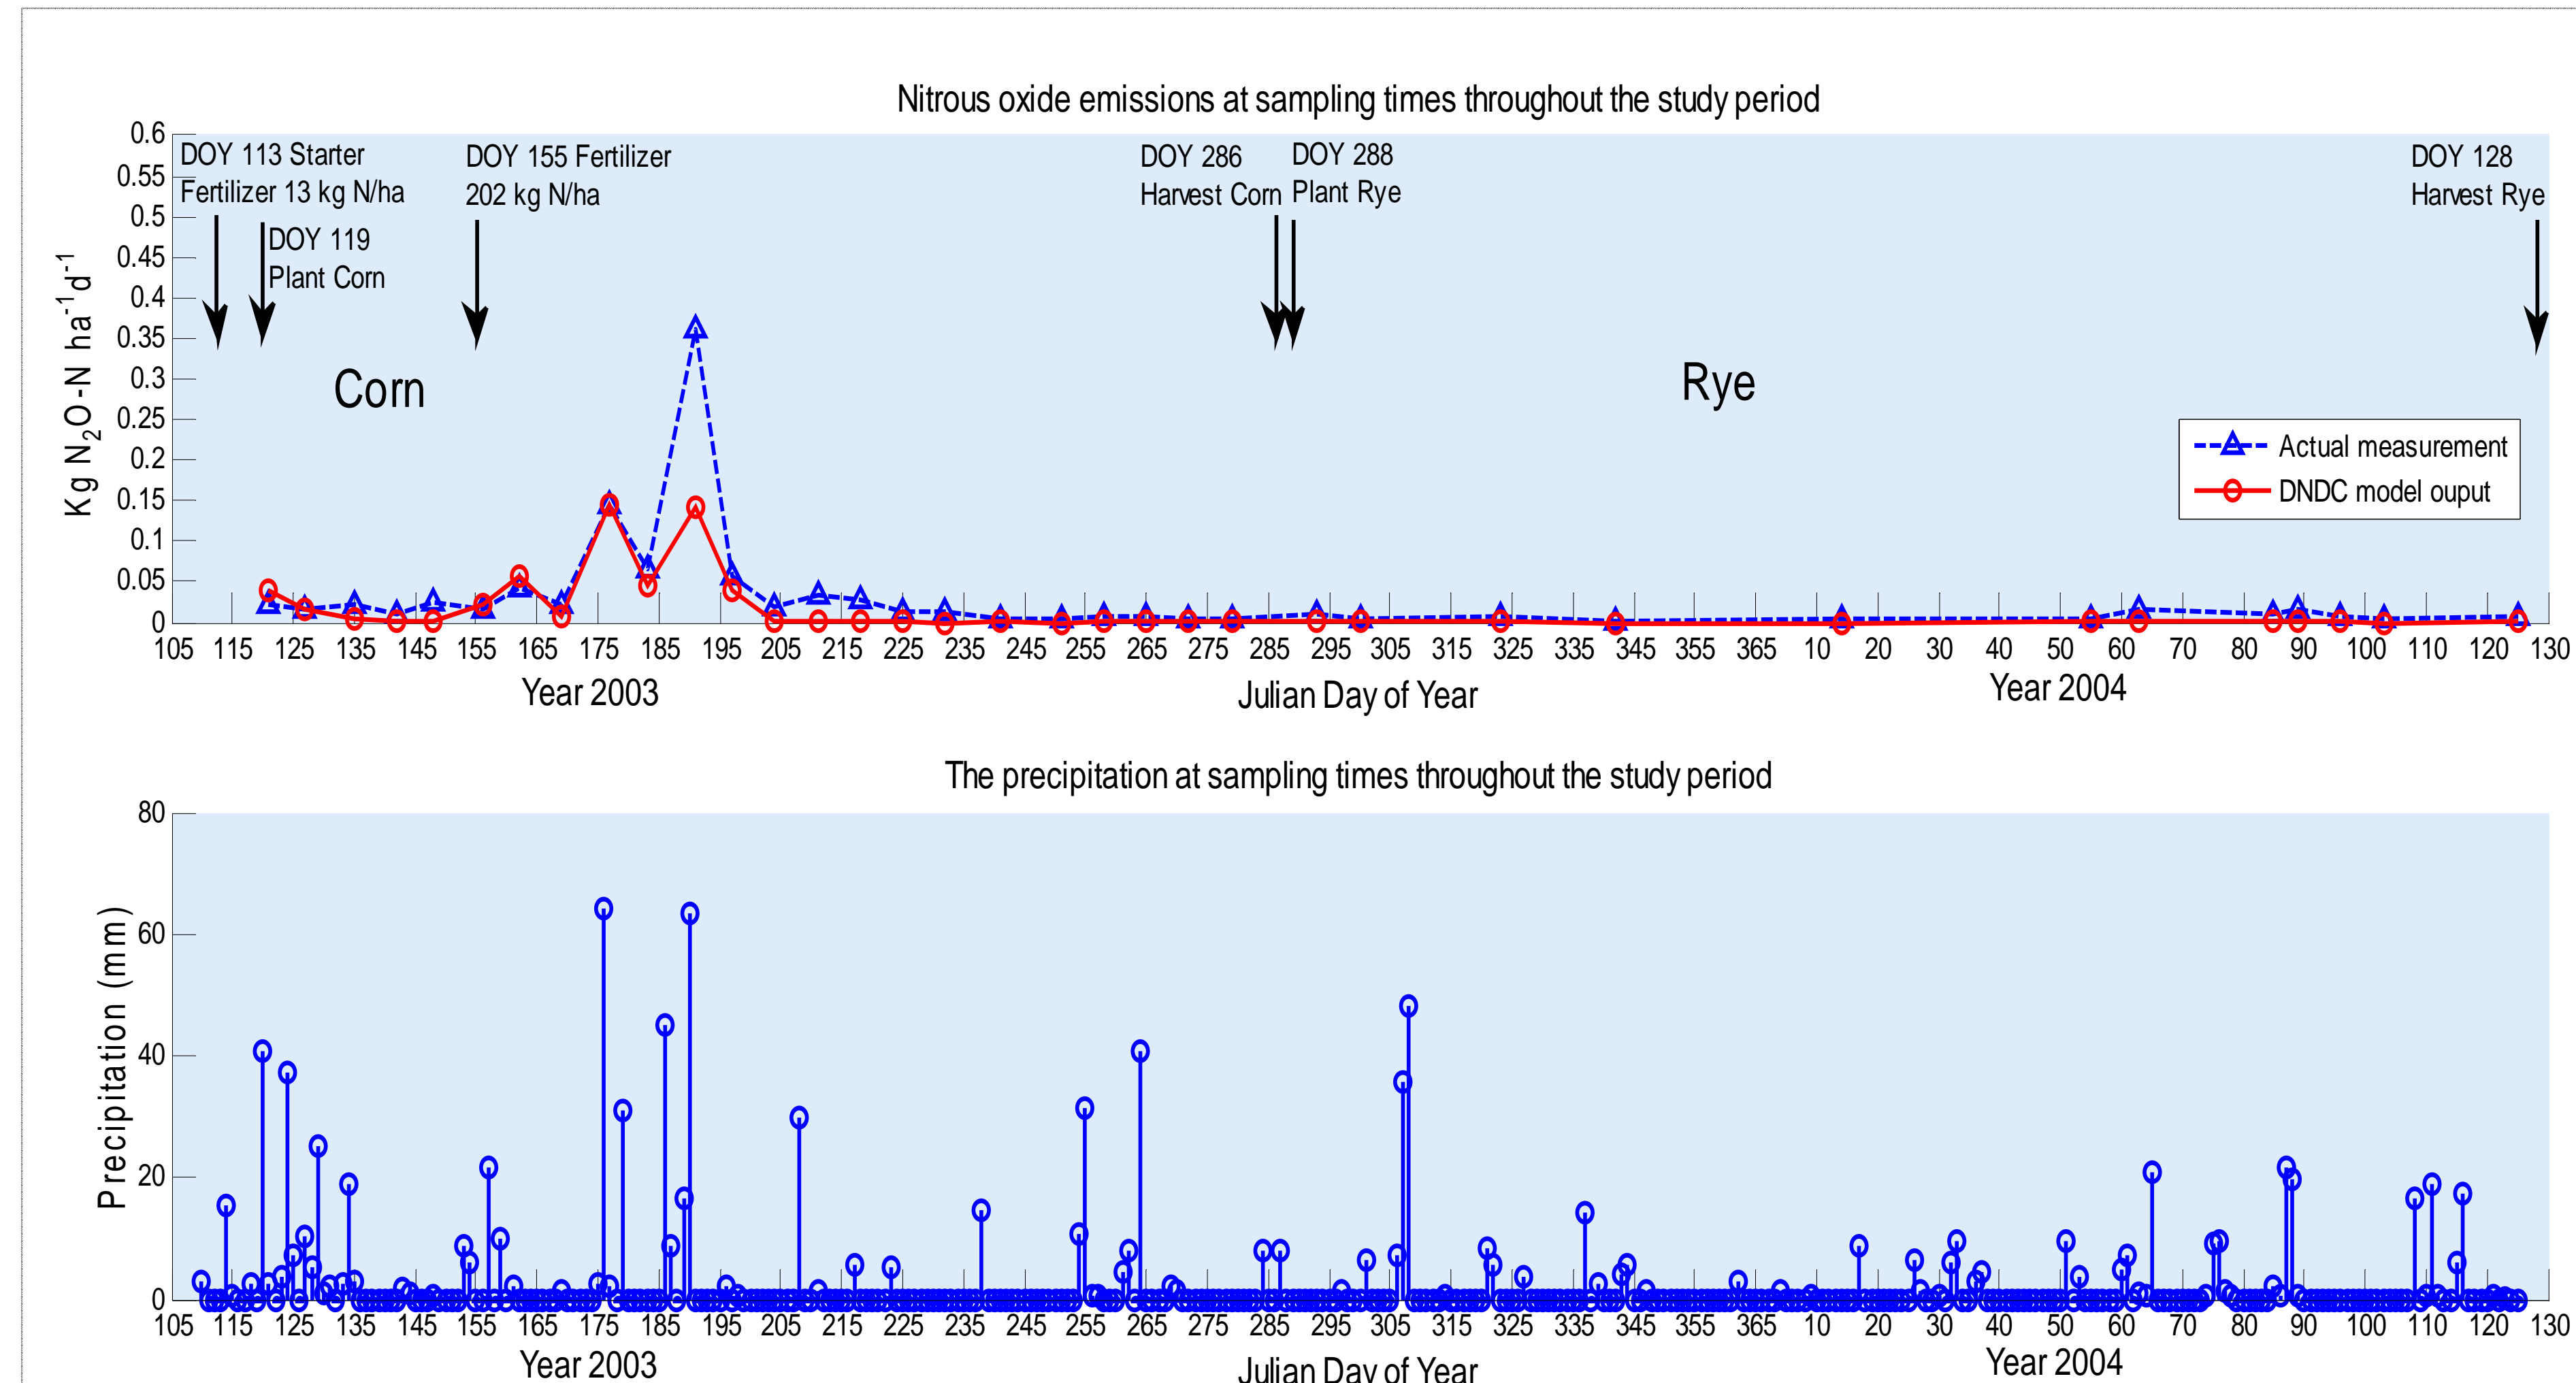 Nitrous oxide emissions at sampling times throughout the study period
0.6
0.55
0.5
0.45
0.4
0.35
0.3
0.25
0.2
0.15
0.1
0.05
0
Kg N2O-N ha-1d-1
DOY 113 Starter
Fertilizer 13 kg N/ha
DOY 119
Plant Corn
DOY 155 Fertilizer
202 kg N/ha
DOY 286
Harvest Corn
DOY 288
Plant Rye
DOY 128
Harvest Rye
Corn
Rye
Actual measurement
DNDC model ouput
105 115 125 135 145 155 165 175 185 195 205 215 225 235 245 255 265 275 285 295 305 315 325 335 345 355 365 10 20 30 40 50 60 70 80 90 100 110 120 130
Year 2003 Julian Day of Year Year 2004
The precipitation at sampling times throughout the study period
80
60
40
20
0
Precipitation (mm)
105 115 125 135 145 155 165 175 185 195 205 215 225 235 245 255 265 275 285 295 305 315 325 335 345 355 365 10 20 30 40 50 60 70 80 90 100 110 120 130
Year 2003 Julian Day of Year Year 2004